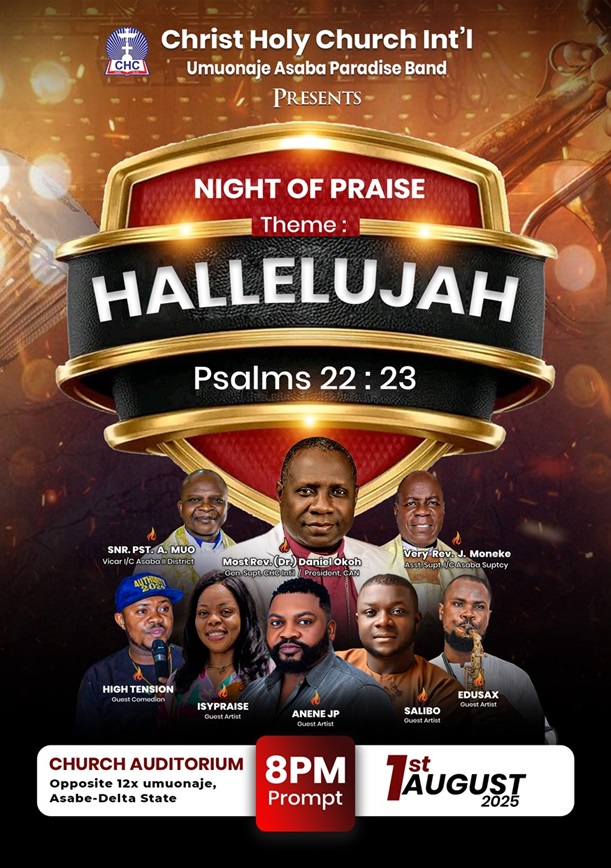 CHC
Christ Holy Church Int'l
Umuonaje Asaba Paradise Band
PRESENTS
NIGHT OF PRAISE
Theme :
HALLELUJAH
Psalms 22 : 23
SNR. PST. A. MUO
Vicar I/C Asaba II District
Most Rev. (Dr.) Daniel Okoh
Gen. Supt. CHC Int'l / President, CAN
Very Rev. J. Moneke
Asst. Supt. I/C Asaba Suptcy
AUTHORITY
2024
HIGH TENSION
Guest Comedian
ISYPRAISE
Guest Artist
ANENE JP
Guest Artist
SALIBO
Guest Artist
EDUSAX
Guest Artist
CHURCH AUDITORIUM
Opposite 12x umuonaje,
Asabe-Delta State
8PM
Prompt
1st
AUGUST
2025